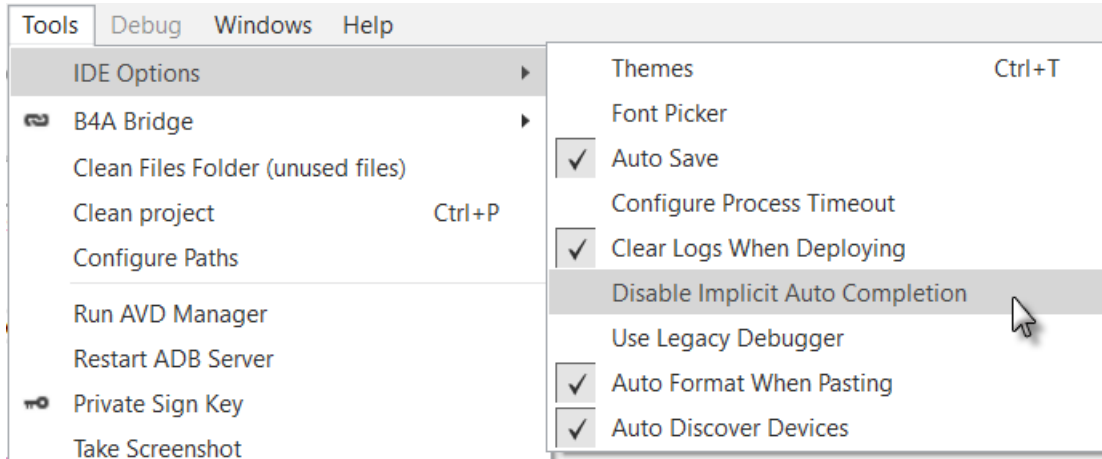 Tools Debug Windows Help
IDE Options
B4A Bridge
Clean Files Folder (unused files)
Clean project Ctrl+P
Configure Paths
Run AVD Manager
Restart ADB Server
Private Sign Key
Take Screenshot
Themes Ctrl+T
Font Picker
Auto Save
Configure Process Timeout
Clear Logs When Deploying
Disable Implicit Auto Completion
Use Legacy Debugger
Auto Format When Pasting
Auto Discover Devices